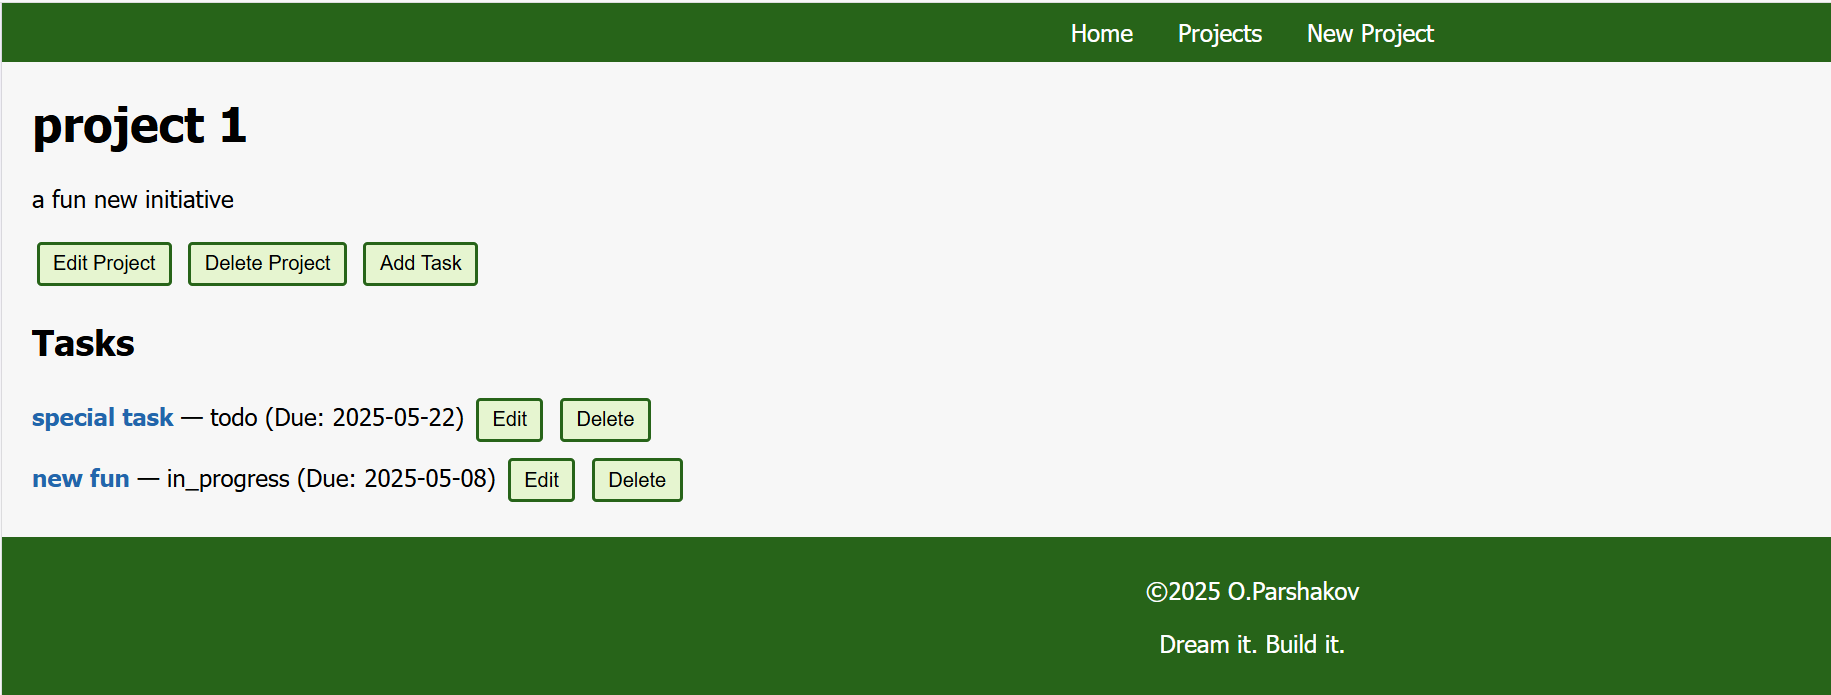 Home Projects New Project
project 1
a fun new initiative
Edit Project Delete Project Add Task
Tasks
special task — todo (Due: 2025-05-22) Edit Delete
new fun — in_progress (Due: 2025-05-08) Edit Delete
©2025 O.Parshakov
Dream it. Build it.